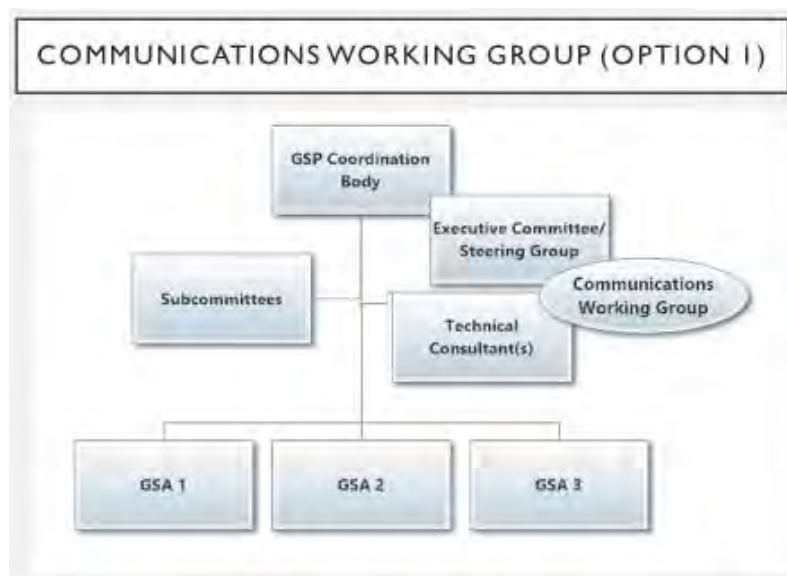 COMMUNICATIONS WORKING GROUP (OPTION 1)
GSP Coordination
Body
Executive Committee/
Steering Group
Communications
Working Group
Subcommittees
Technical
Consultant(s)
GSA 1
GSA 2
GSA 3